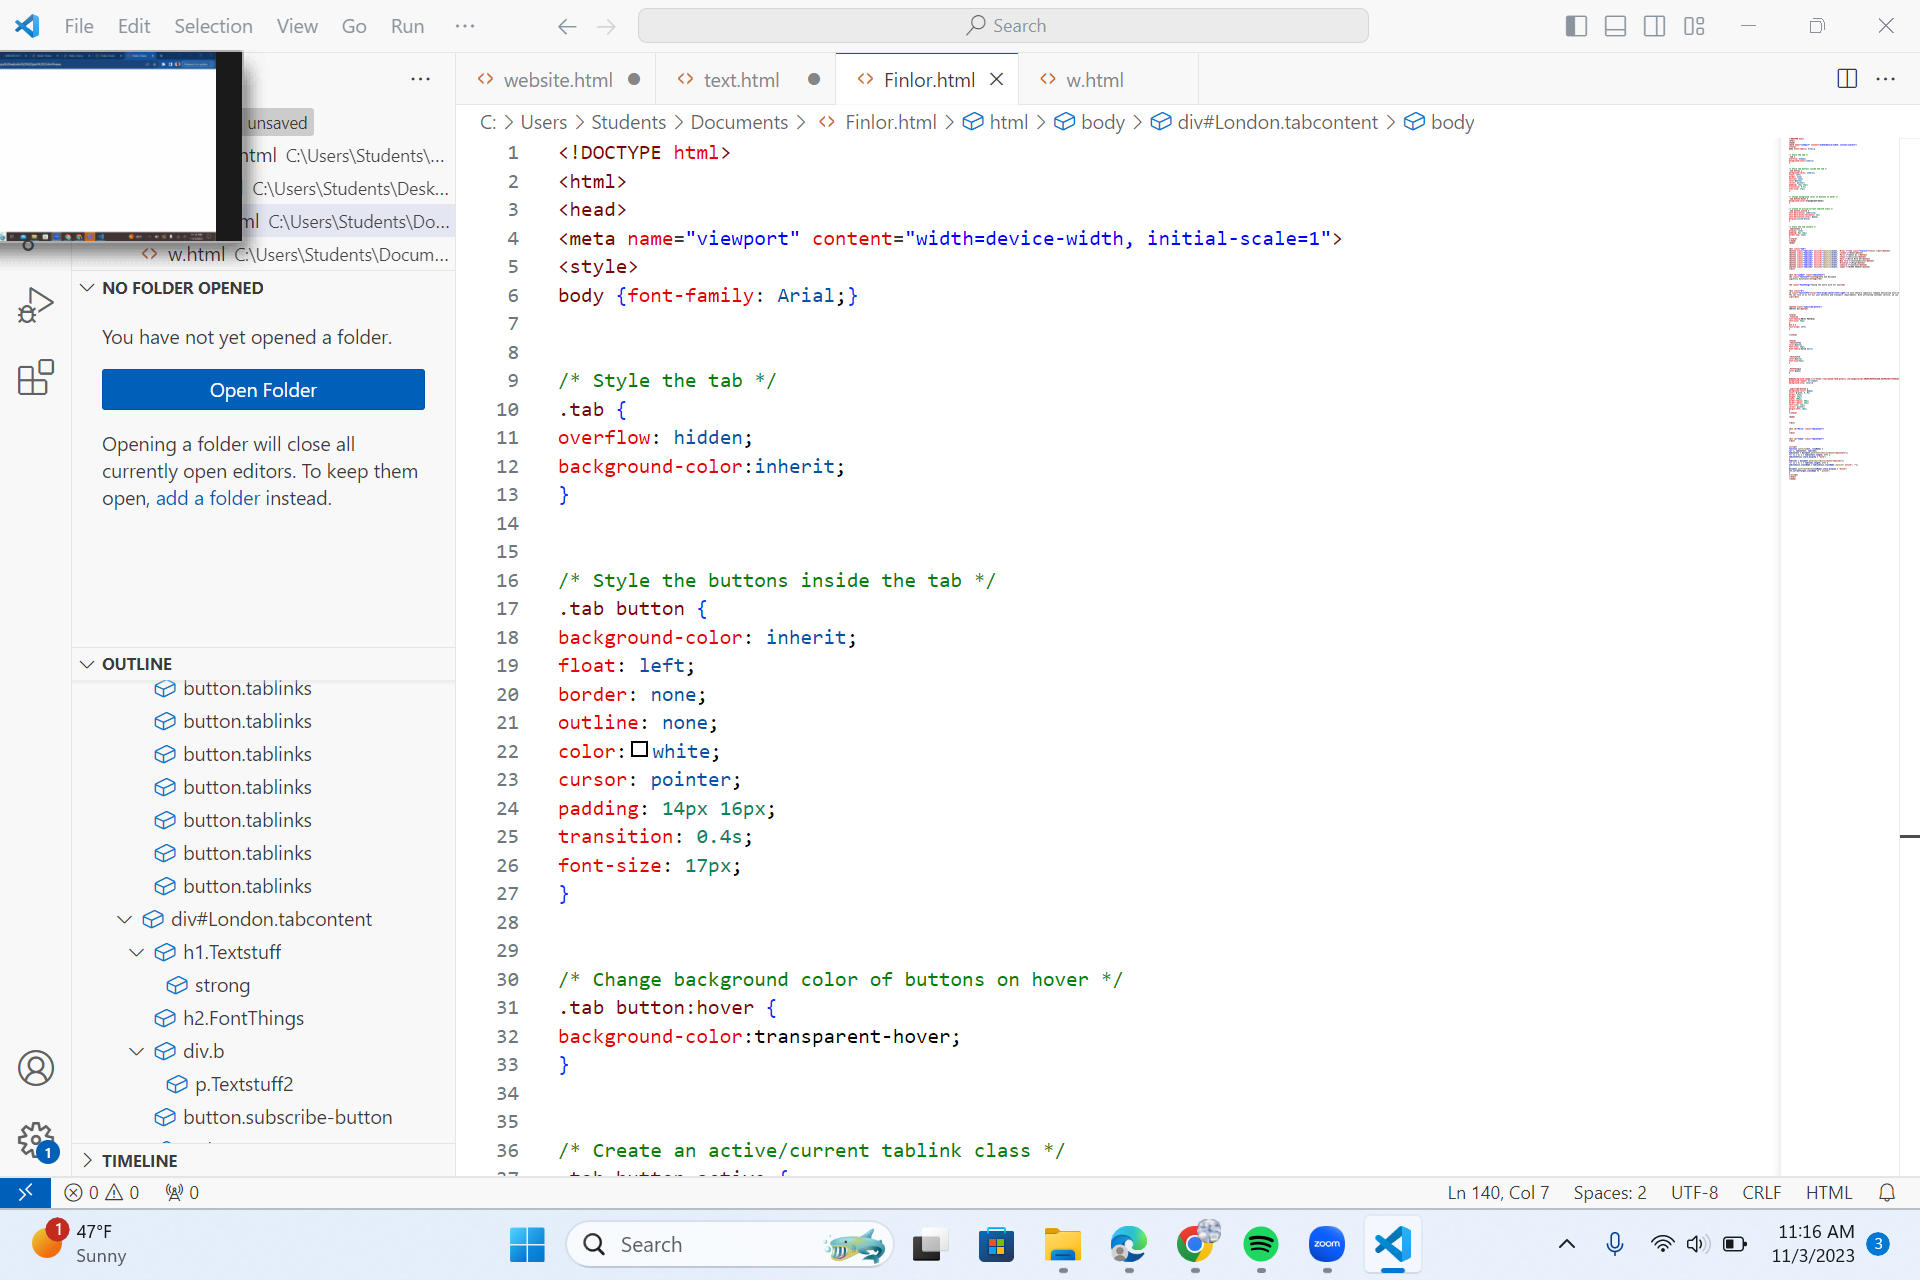 File Edit Selection View Go Run ···
Search
website.html
text.html
Finlor.html
w.html
unsaved
C:\Users\Students\...
C:\Users\Students\Desk...
C:\Users\Students\Do...
w.html C:\Users\Students\Docum...
NO FOLDER OPENED
You have not yet opened a folder.
Open Folder
Opening a folder will close all
currently open editors. To keep them
open, add a folder instead.
OUTLINE
button.tablinks
button.tablinks
button.tablinks
button.tablinks
button.tablinks
button.tablinks
button.tablinks
div#London.tabcontent
h1.Textstuff
strong
h2.FontThings
div.b
p.Textstuff2
button.subscribe-button
TIMELINE
C: > Users > Students > Documents > Finlor.html > html > body > div#London.tabcontent > body
1 <!DOCTYPE html>
2 <html>
3 <head>
4 <meta name="viewport" content="width=device-width, initial-scale=1">
5 <style>
6 body {font-family: Arial;}
7
8
9 /* Style the tab */
10 .tab {
11 overflow: hidden;
12 background-color:inherit;
13 }
14
15
16 /* Style the buttons inside the tab */
17 .tab button {
18 background-color: inherit;
19 float: left;
20 border: none;
21 outline: none;
22 color: white;
23 cursor: pointer;
24 padding: 14px 16px;
25 transition: 0.4s;
26 font-size: 17px;
27 }
28
29
30 /* Change background color of buttons on hover */
31 .tab button:hover {
32 background-color:transparent-hover;
33 }
34
35
36 /* Create an active/current tablink class */
0 0 0
Ln 140, Col 7 Spaces: 2 UTF-8 CRLF HTML
1
1
47°F
Sunny
Search
zoom
11:16 AM
11/3/2023
3